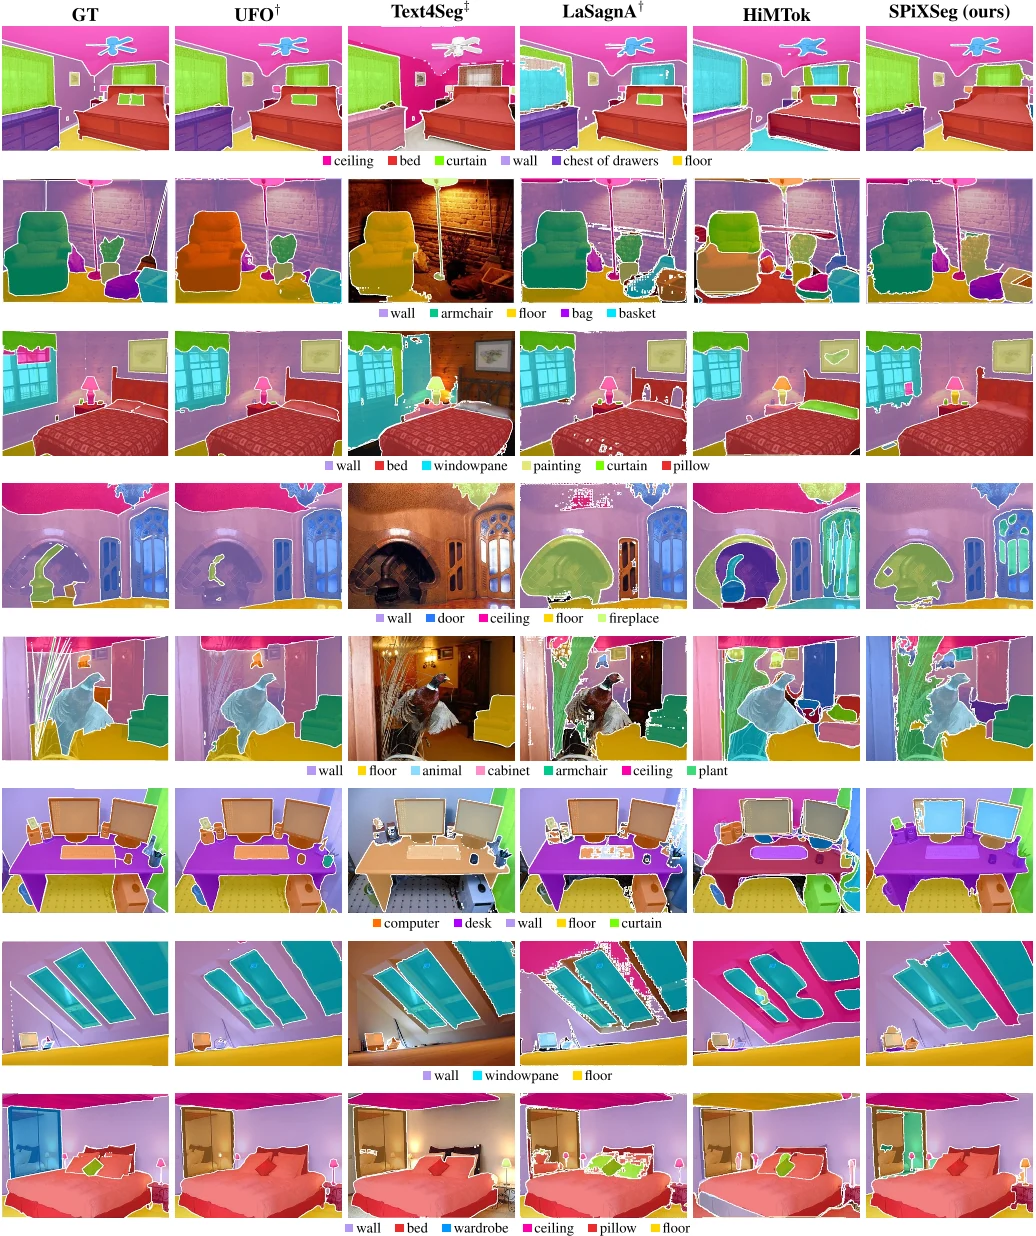 GT UFO† Text4Seg‡ LaSagnA† HiMTok SPiXSeg (ours)
ceiling bed curtain wall chest of drawers floor
wall armchair floor bag basket
wall bed windowpane painting curtain pillow
wall door ceiling floor fireplace
wall floor animal cabinet armchair ceiling plant
computer desk wall floor curtain
wall windowpane floor
wall bed wardrobe ceiling pillow floor